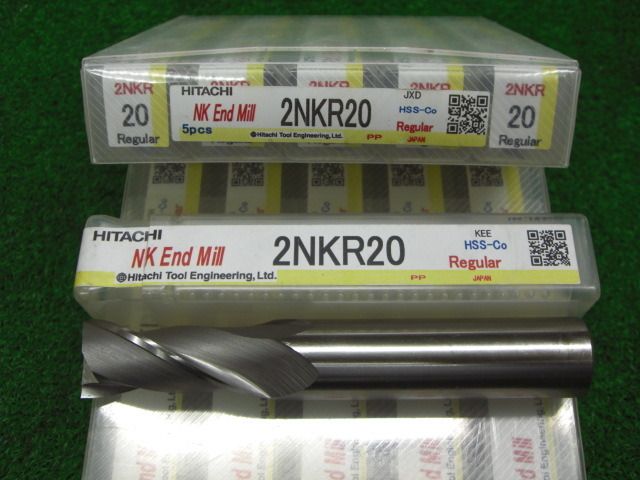 2NKR
20
Regular
HITACHI
NK End Mill
5pcs
2NKR20
JXD
HSS-Co
Regular
©Hitachi Tool Engineering,Ltd.
PP
JAPAN
2NKR
20
Regular
HITACHI
NK End Mill
2NKR20
KEE
HSS-Co
Regular
©Hitachi Tool Engineering,Ltd.
PP
JAPAN